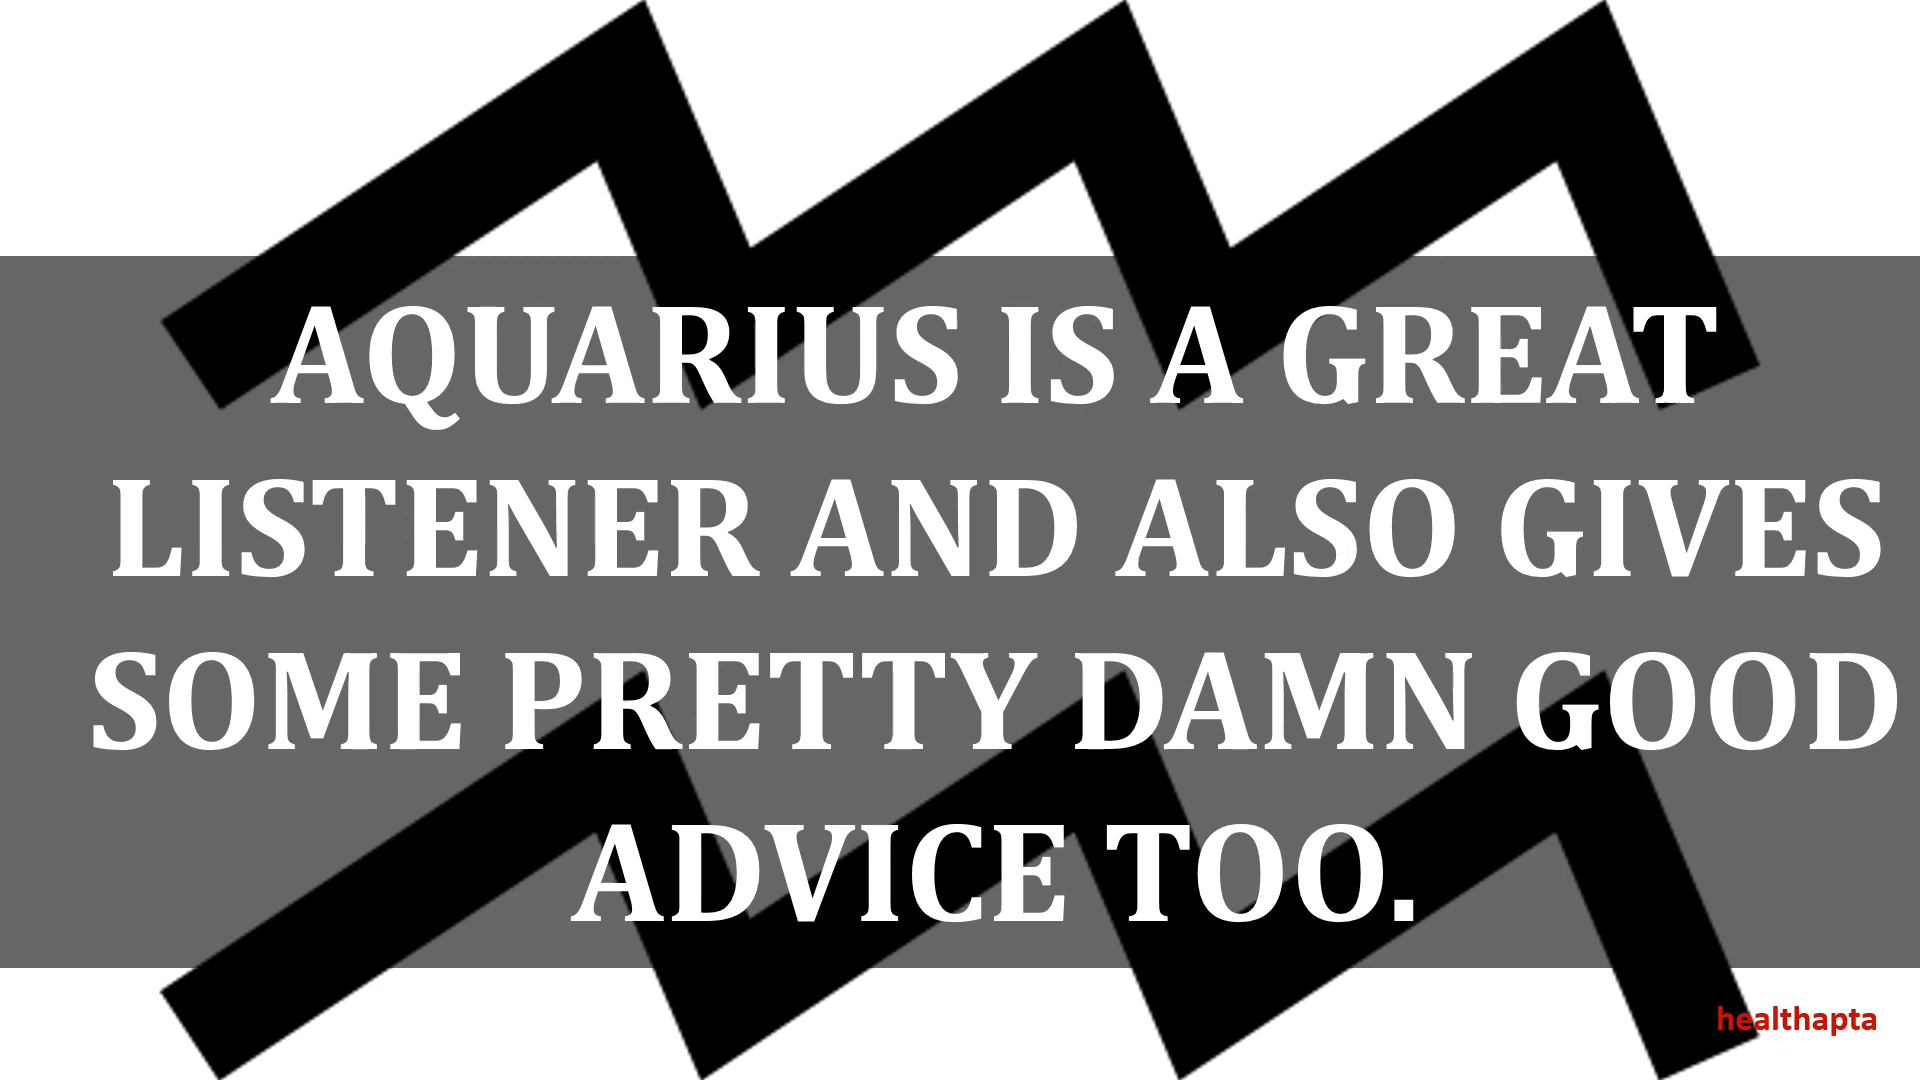 AQUARIUS IS A GREAT
LISTENER AND ALSO GIVES
SOME PRETTY DAMN GOOD
ADVICE TOO.
healthapta